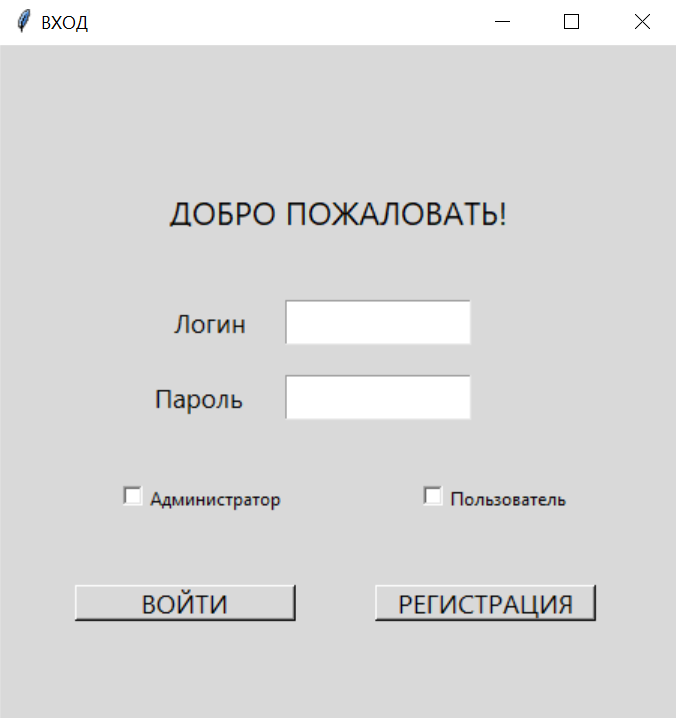 ВХОД
ДОБРО ПОЖАЛОВАТЬ!
Логин
Пароль
Администратор Пользователь
ВОЙТИ РЕГИСТРАЦИЯ